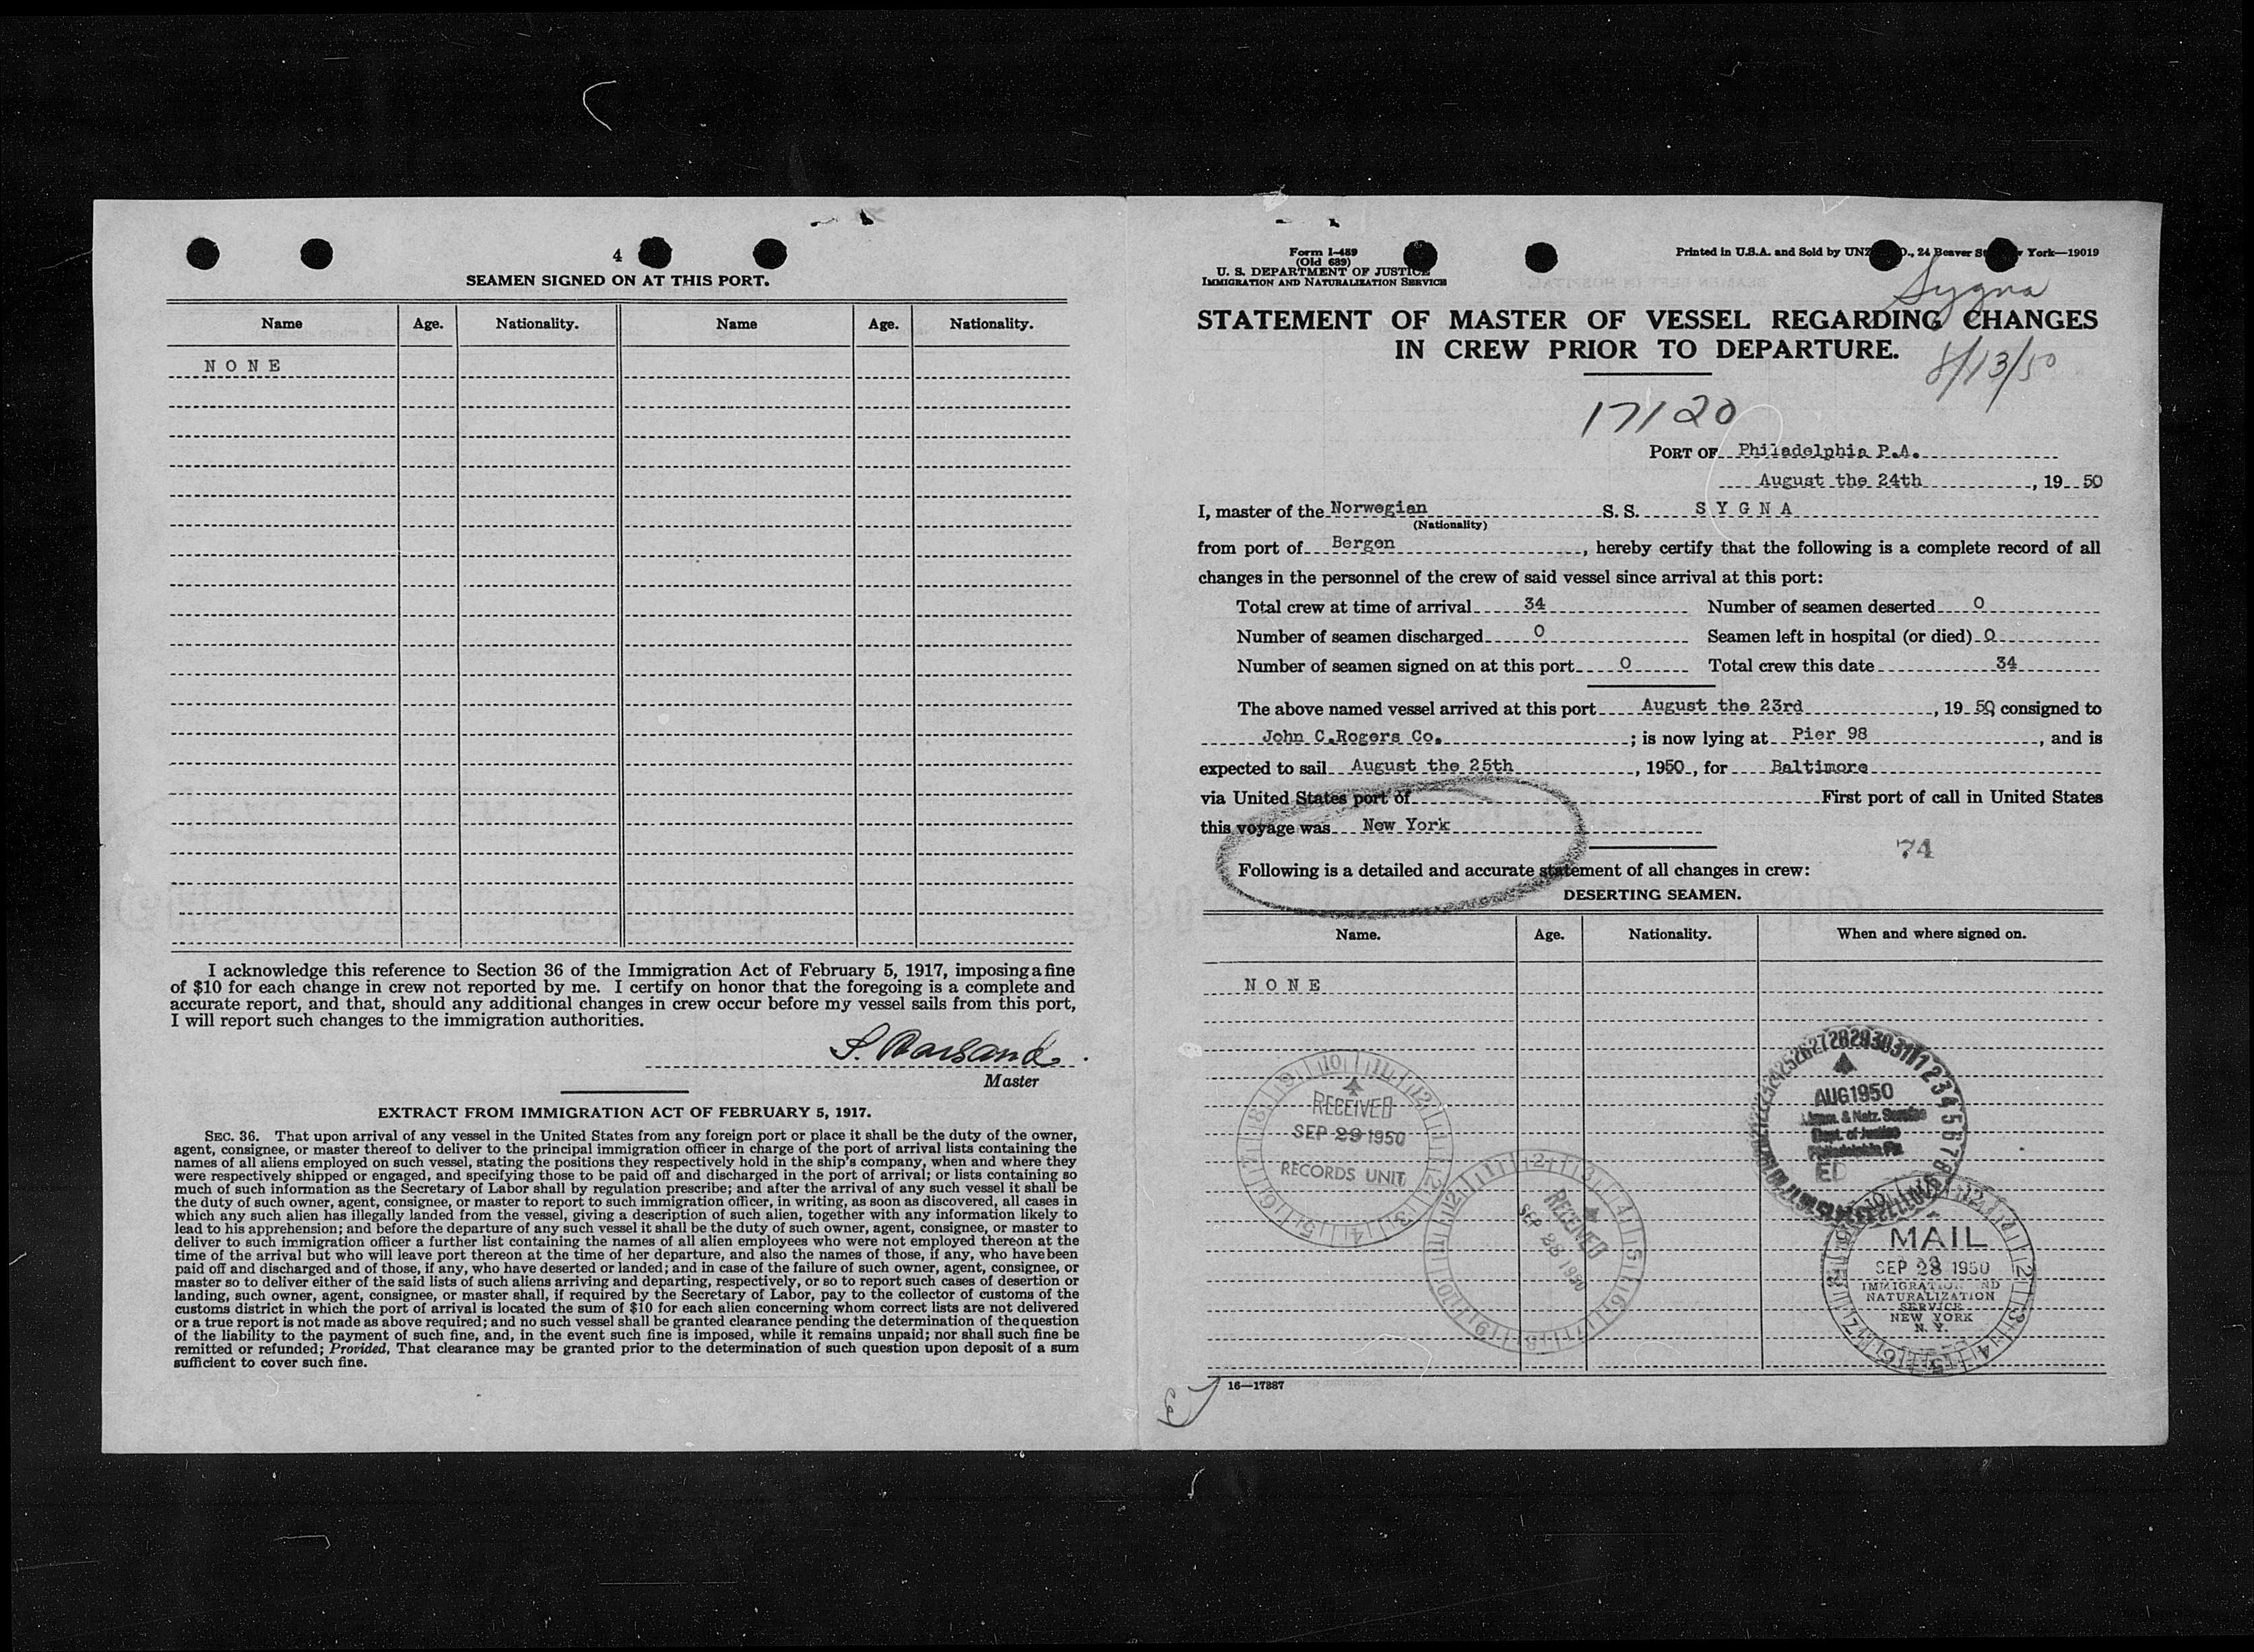 4
SEAMEN SIGNED ON AT THIS PORT.
Name Age. Nationality. Name Age. Nationality.
NONE
I acknowledge this reference to Section 36 of the Immigration Act of February 5, 1917, imposing a fine
of $10 for each change in crew not reported by me. I certify on honor that the foregoing is a complete and
accurate report, and that, should any additional changes in crew occur before my vessel sails from this port,
I will report such changes to the immigration authorities.
Master
EXTRACT FROM IMMIGRATION ACT OF FEBRUARY 5, 1917.
SEC. 36. That upon arrival of any vessel in the United States from any foreign port or place it shall be the duty of the owner,
agent, consignee, or master thereof to deliver to the principal immigration officer in charge of the port of arrival lists containing the
names of all aliens employed on such vessel, stating the positions they respectively hold in the ship's company, when and where they
were respectively shipped or engaged, and specifying those to be paid off and discharged in the port of arrival; or lists containing so
much of such information as the Secretary of Labor shall by regulation prescribe; and after the arrival of any such vessel it shall be
the duty of such owner, agent, consignee, or master to report to such immigration officer, in writing, as soon as discovered, all cases in
which any such alien has illegally landed from the vessel, giving a description of such alien, together with any information likely to
lead to his apprehension; and before the departure of any such vessel it shall be the duty of such owner, agent, consignee, or master to
deliver to such immigration officer a further list containing the names of all alien employees who were not employed thereon at the
time of the arrival but who will leave port thereon at the time of her departure, and also the names of those, if any, who have been
paid off and discharged and of those, if any, who have deserted or landed; and in case of the failure of such owner, agent, consignee, or
master so to deliver either of the said lists of such aliens arriving and departing, respectively, or so to report such cases of desertion or
landing, such owner, agent, consignee, or master shall, if required by the Secretary of Labor, pay to the collector of customs of the
customs district in which the port of arrival is located the sum of $10 for each alien concerning whom correct lists are not delivered
or a true report is not made as above required; and no such vessel shall be granted clearance pending the determination of the question
of the liability to the payment of such fine, and, in the event such fine is imposed, while it remains unpaid; nor shall such fine be
remitted or refunded; Provided, That clearance may be granted prior to the determination of such question upon deposit of a sum
sufficient to cover such fine.
Form I-489
(Old 689)
U. S. DEPARTMENT OF JUSTICE
IMMIGRATION AND NATURALIZATION SERVICE
Printed in U.S.A. and Sold by 24 Beaver York—19019
Sygna
STATEMENT OF MASTER OF VESSEL REGARDING CHANGES
IN CREW PRIOR TO DEPARTURE.
8/13/50
17120
PORT OF Philadelphia P.A.
August the 24th, 19 50
I, master of the Norwegian S. S. SYGNA
(Nationality)
from port of Bergen, hereby certify that the following is a complete record of all
changes in the personnel of the crew of said vessel since arrival at this port:
Total crew at time of arrival 34 Number of seamen deserted 0
Number of seamen discharged 0 Seamen left in hospital (or died) 0
Number of seamen signed on at this port 0 Total crew this date 34
The above named vessel arrived at this port August the 23rd, 19 50, consigned to
John C.Rogers Co.; is now lying at Pier 98, and is
expected to sail August the 25th, 1950, for Baltimore
via United States port of First port of call in United States
this voyage was New York
74
Following is a detailed and accurate statement of all changes in crew:
DESERTING SEAMEN.
Name. Age. Nationality. When and where signed on.
NONE
RECEIVED
SEP 29 1950
RECORDS UNIT
RECEIVED
SEP 28 1950
AUG 1950
Immn. & Natz. Service
Dept. of Justice
Philadelphia Pa.
ED
MAIL
SEP 28 1950
IMMIGRATION AND
NATURALIZATION
SERVICE
NEW YORK
N. Y.
16—17887